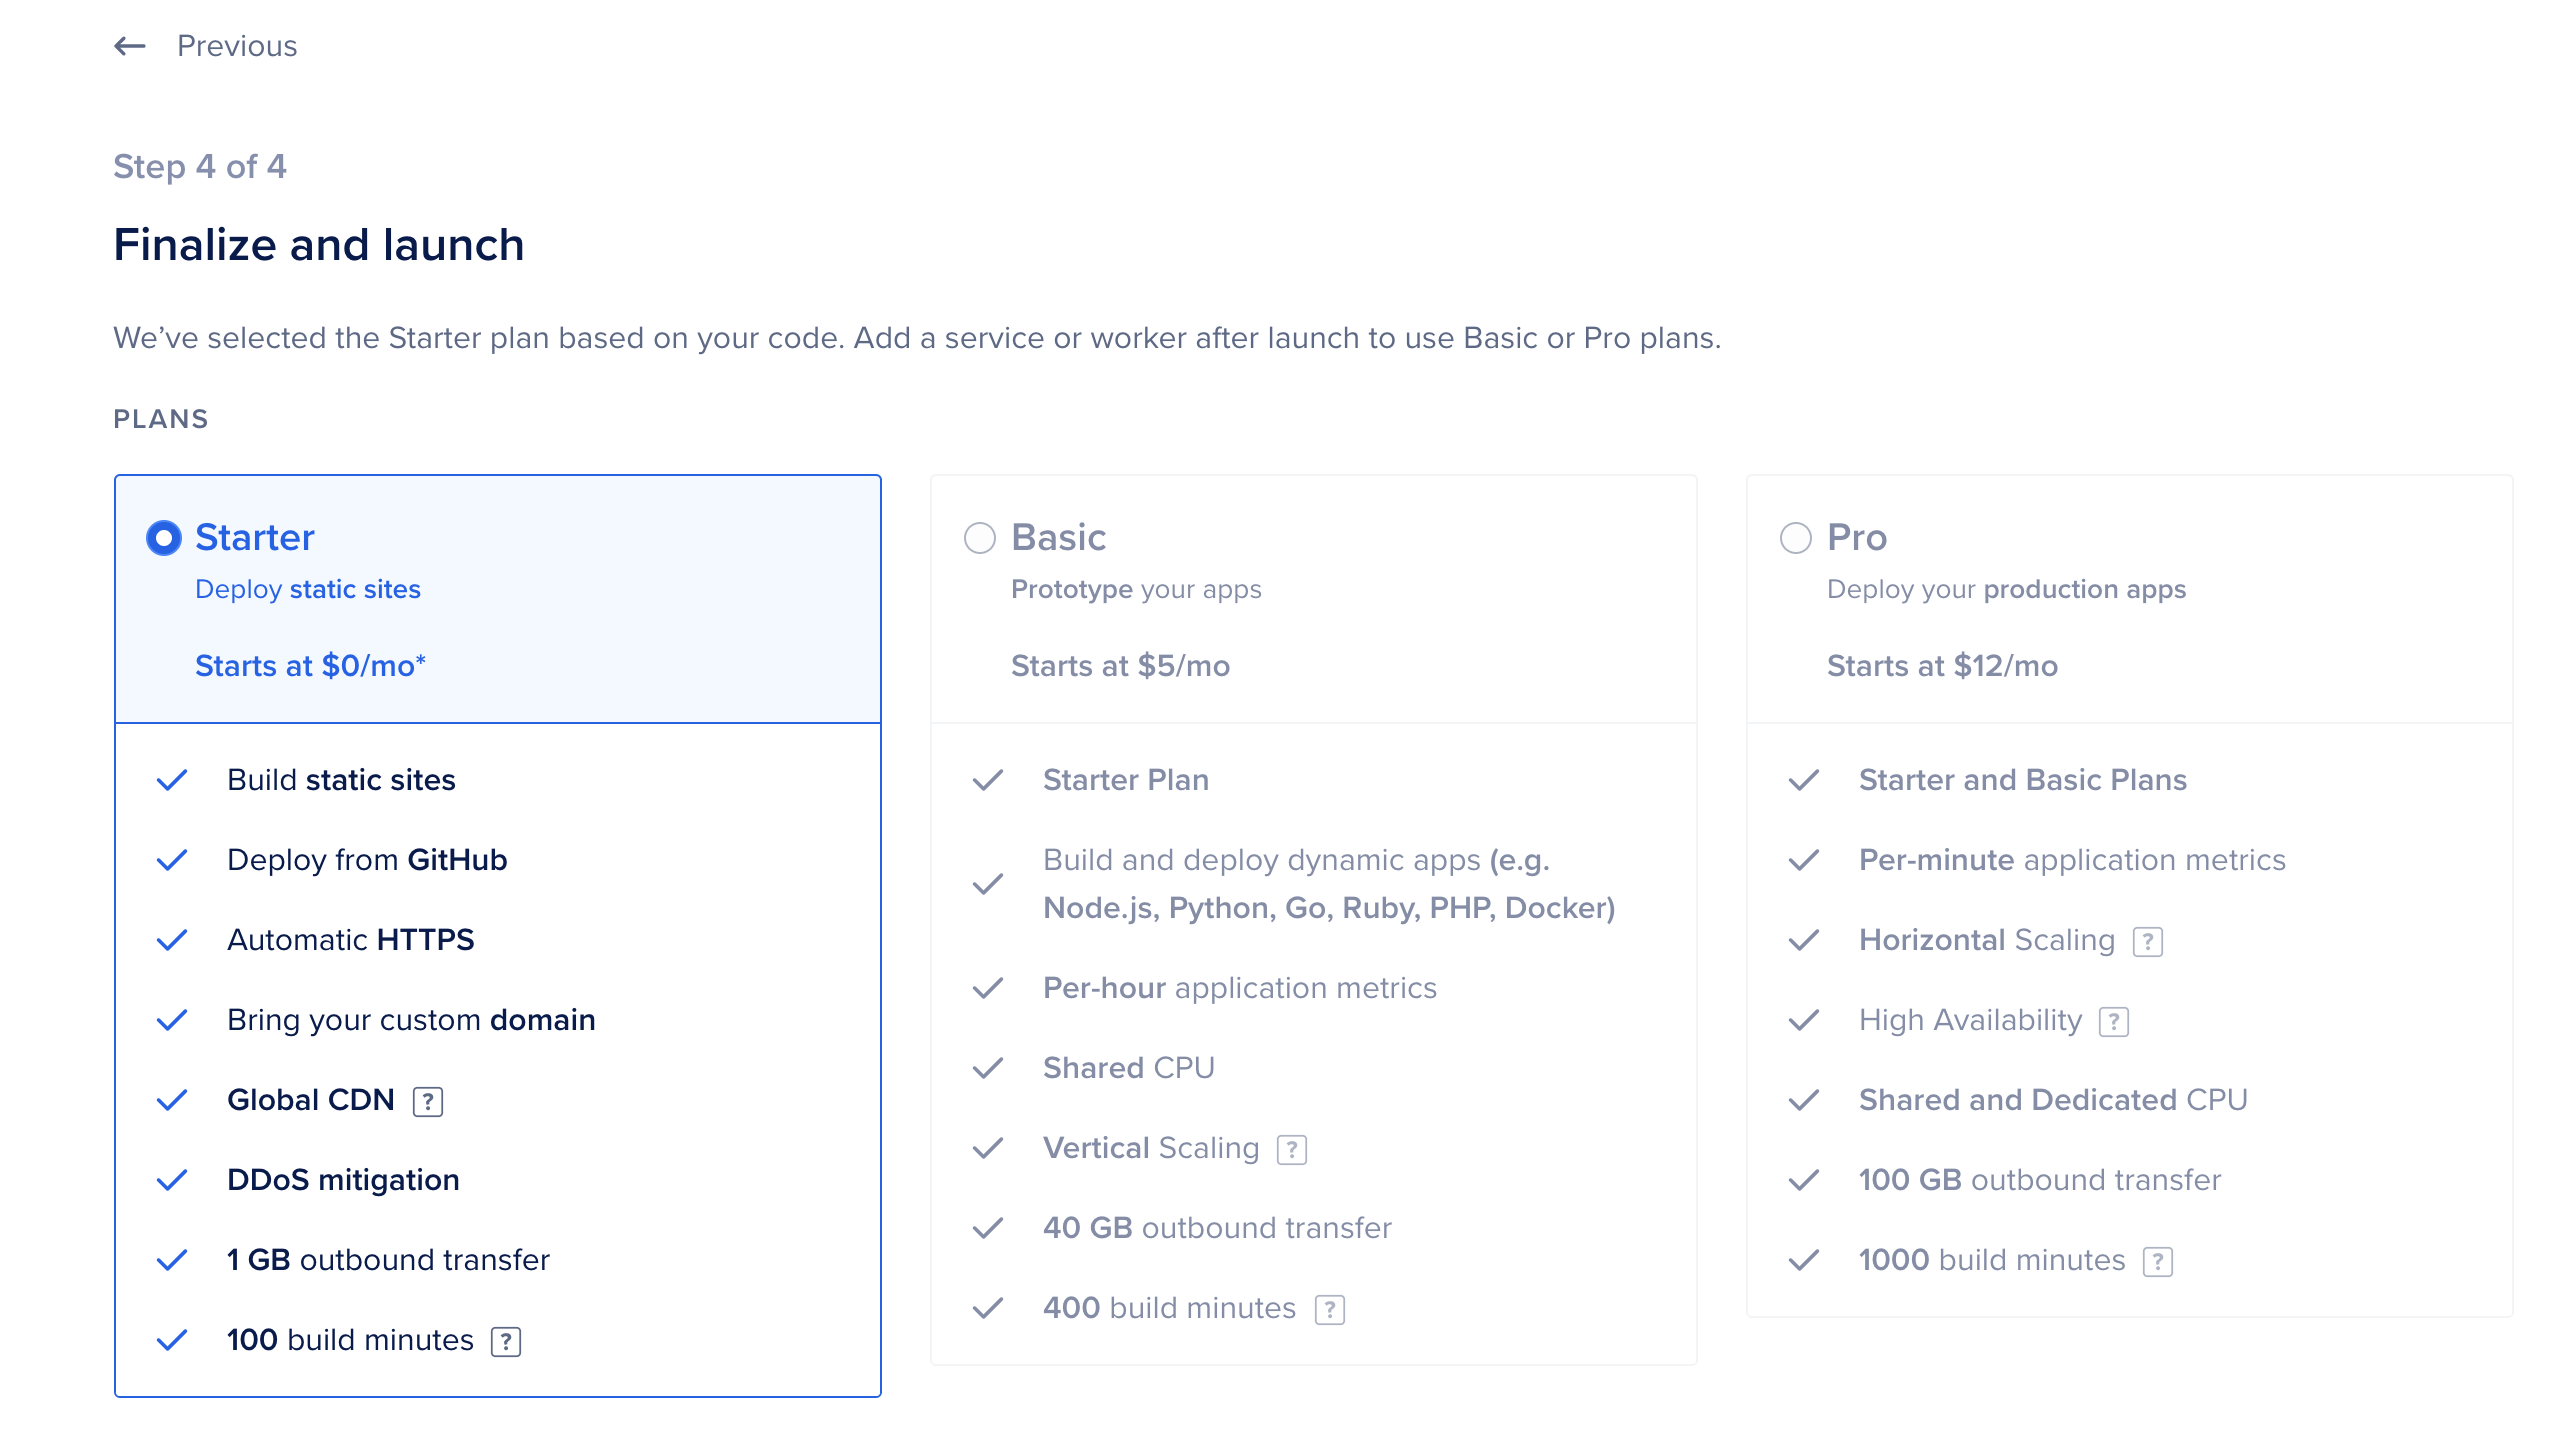 ← Previous
Step 4 of 4
Finalize and launch
We’ve selected the Starter plan based on your code. Add a service or worker after launch to use Basic or Pro plans.
PLANS
Starter
Deploy static sites
Starts at $0/mo*
Build static sites
Deploy from GitHub
Automatic HTTPS
Bring your custom domain
Global CDN ?
DDoS mitigation
1 GB outbound transfer
100 build minutes ?
Basic
Prototype your apps
Starts at $5/mo
Starter Plan
Build and deploy dynamic apps (e.g.
Node.js, Python, Go, Ruby, PHP, Docker)
Per-hour application metrics
Shared CPU
Vertical Scaling ?
40 GB outbound transfer
400 build minutes ?
Pro
Deploy your production apps
Starts at $12/mo
Starter and Basic Plans
Per-minute application metrics
Horizontal Scaling ?
High Availability ?
Shared and Dedicated CPU
100 GB outbound transfer
1000 build minutes ?